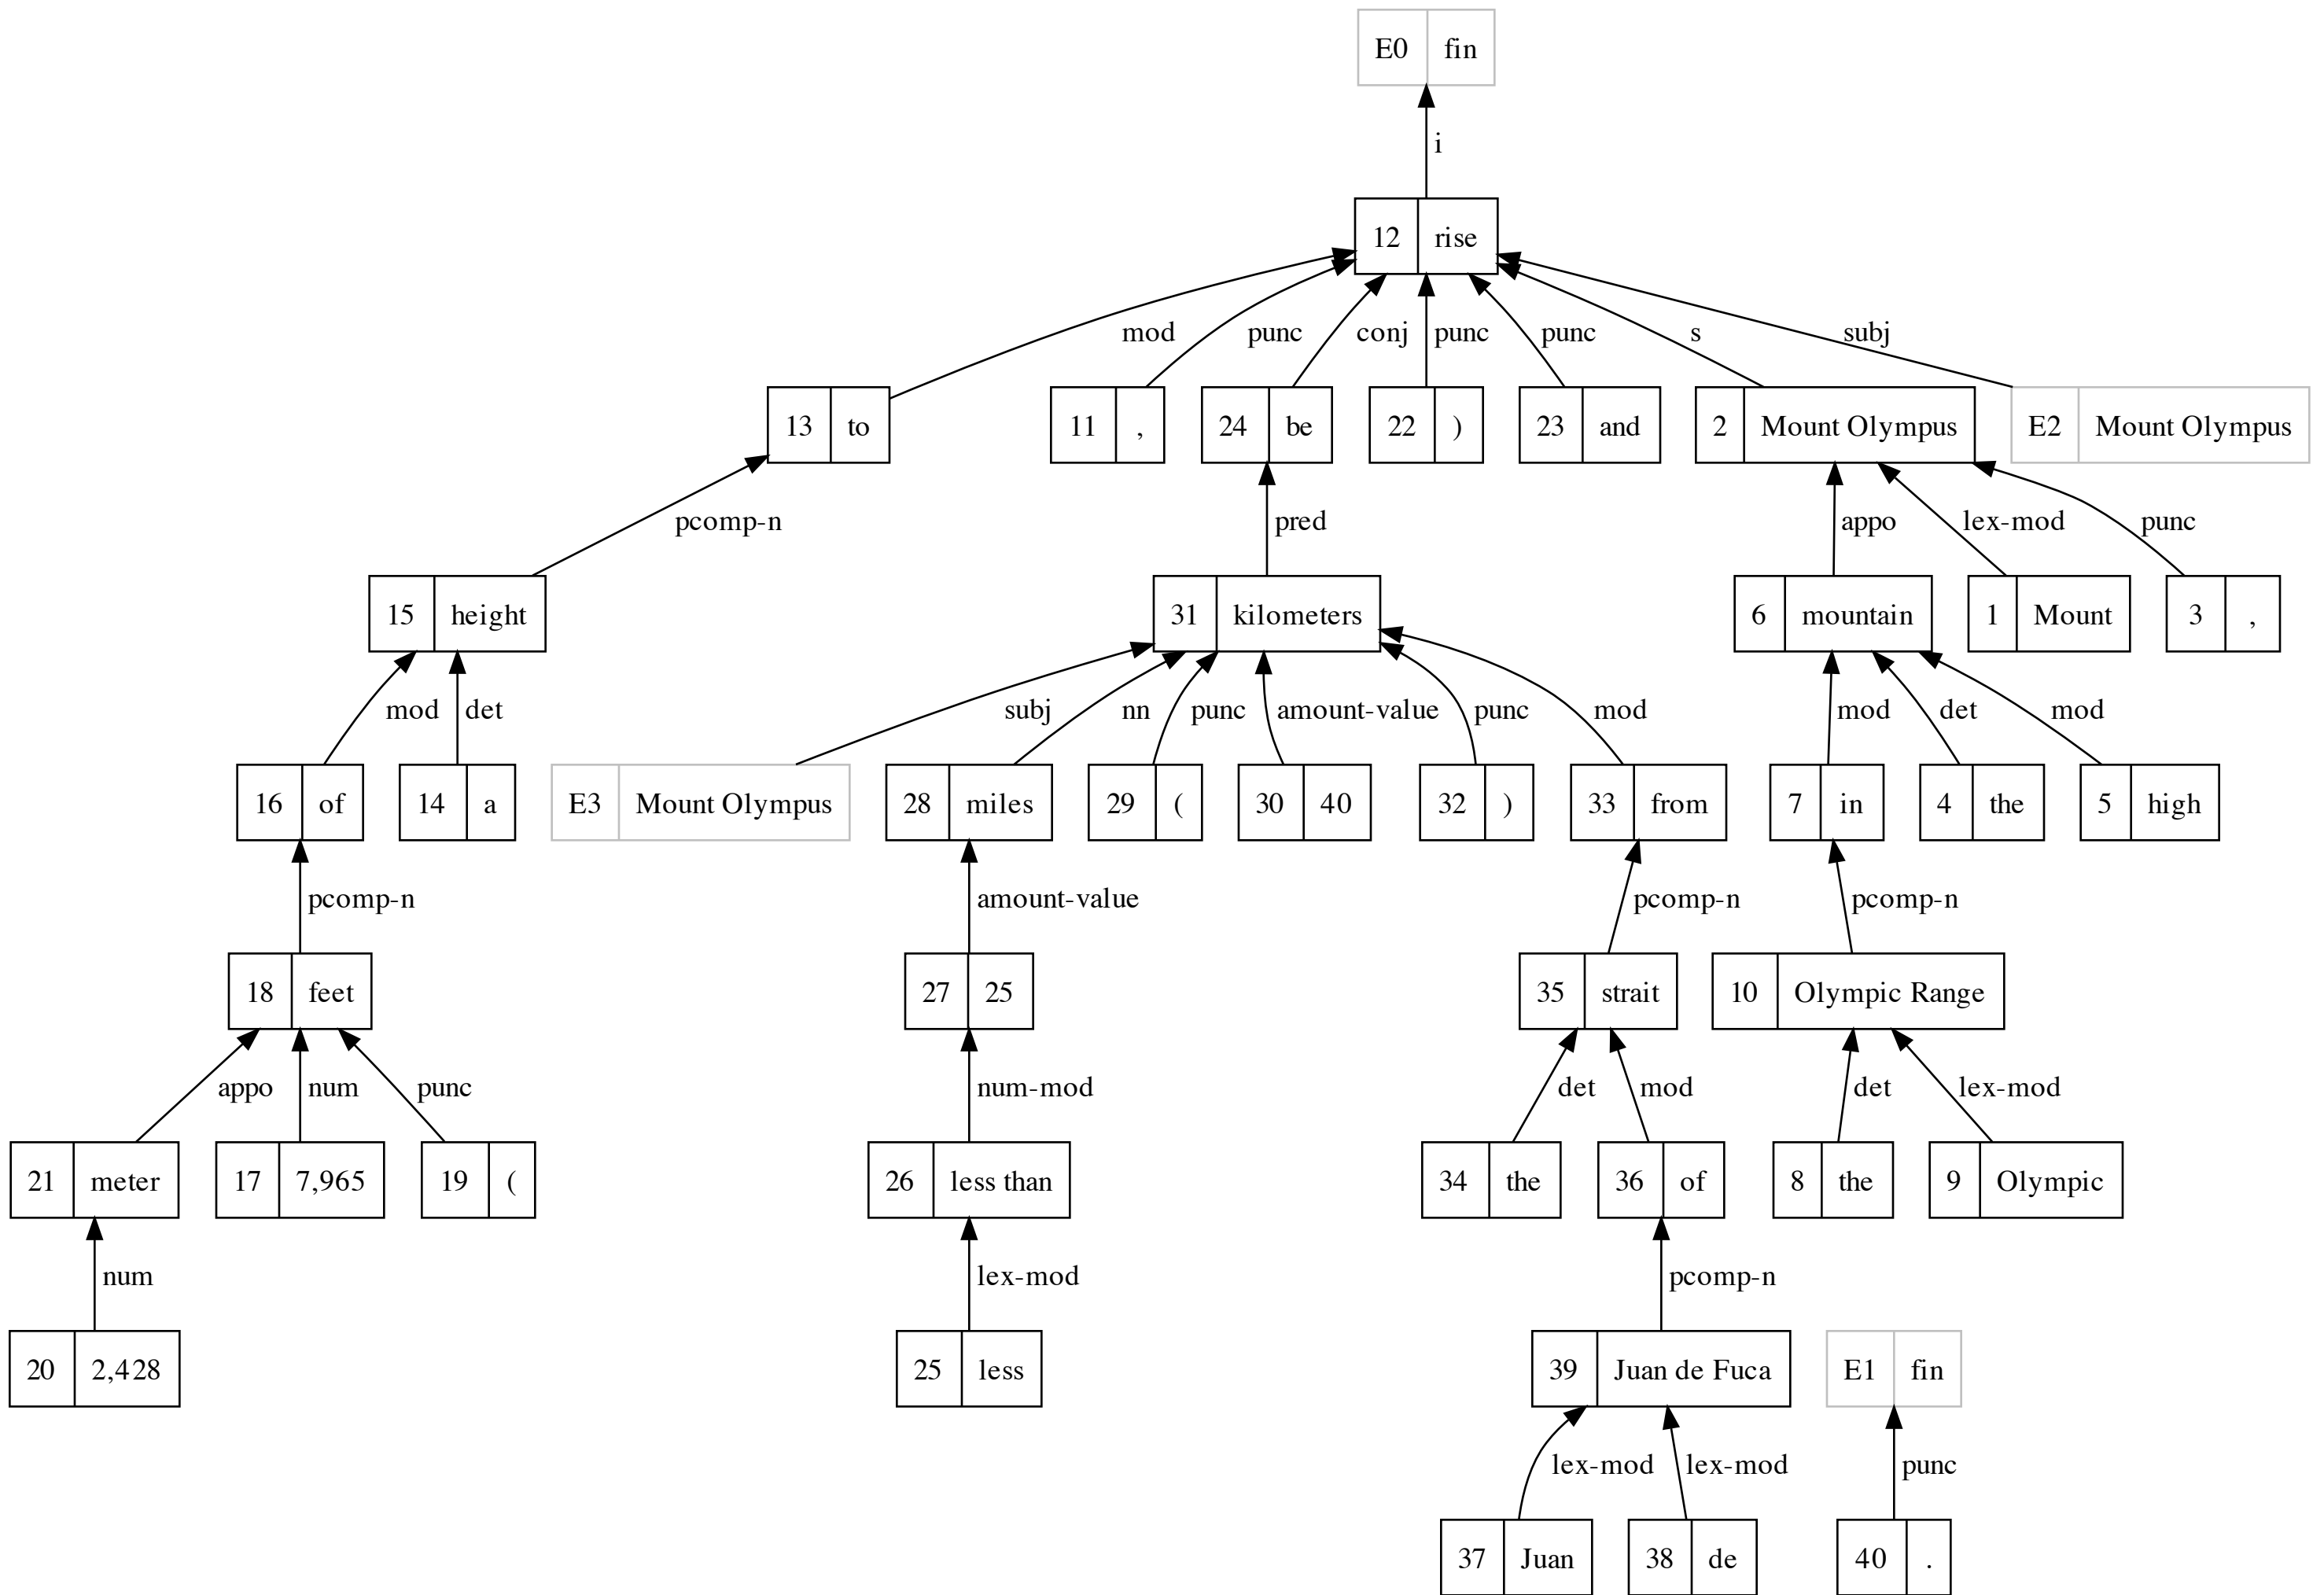 E0 fin
i
12 rise
mod punc conj punc punc s subj
13 to 11 , 24 be 22 ) 23 and 2 Mount Olympus E2 Mount Olympus
pcomp-n pred appo lex-mod punc
15 height 31 kilometers 6 mountain 1 Mount 3 ,
mod det subj nn punc amount-value punc mod mod det mod
16 of 14 a E3 Mount Olympus 28 miles 29 ( 30 40 32 ) 33 from 7 in 4 the 5 high
pcomp-n amount-value pcomp-n pcomp-n
18 feet 27 25 35 strait 10 Olympic Range
appo num punc num-mod det mod det lex-mod
21 meter 17 7,965 19 ( 26 less than 34 the 36 of 8 the 9 Olympic
num lex-mod pcomp-n
20 2,428 25 less 39 Juan de Fuca E1 fin
lex-mod lex-mod punc
37 Juan 38 de 40 .